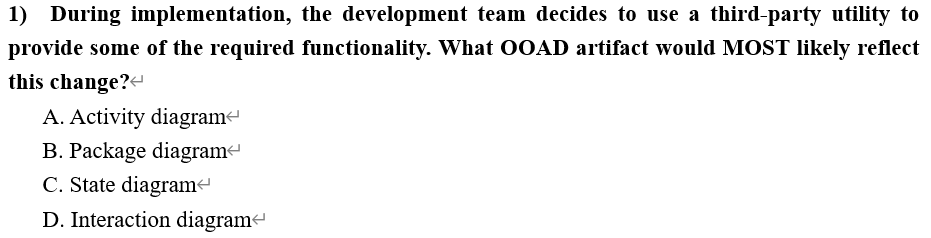 1) During implementation, the development team decides to use a third-party utility to
provide some of the required functionality. What OOAD artifact would MOST likely reflect
this change?↵
A. Activity diagram↵
B. Package diagram↵
C. State diagram↵
D. Interaction diagram↵